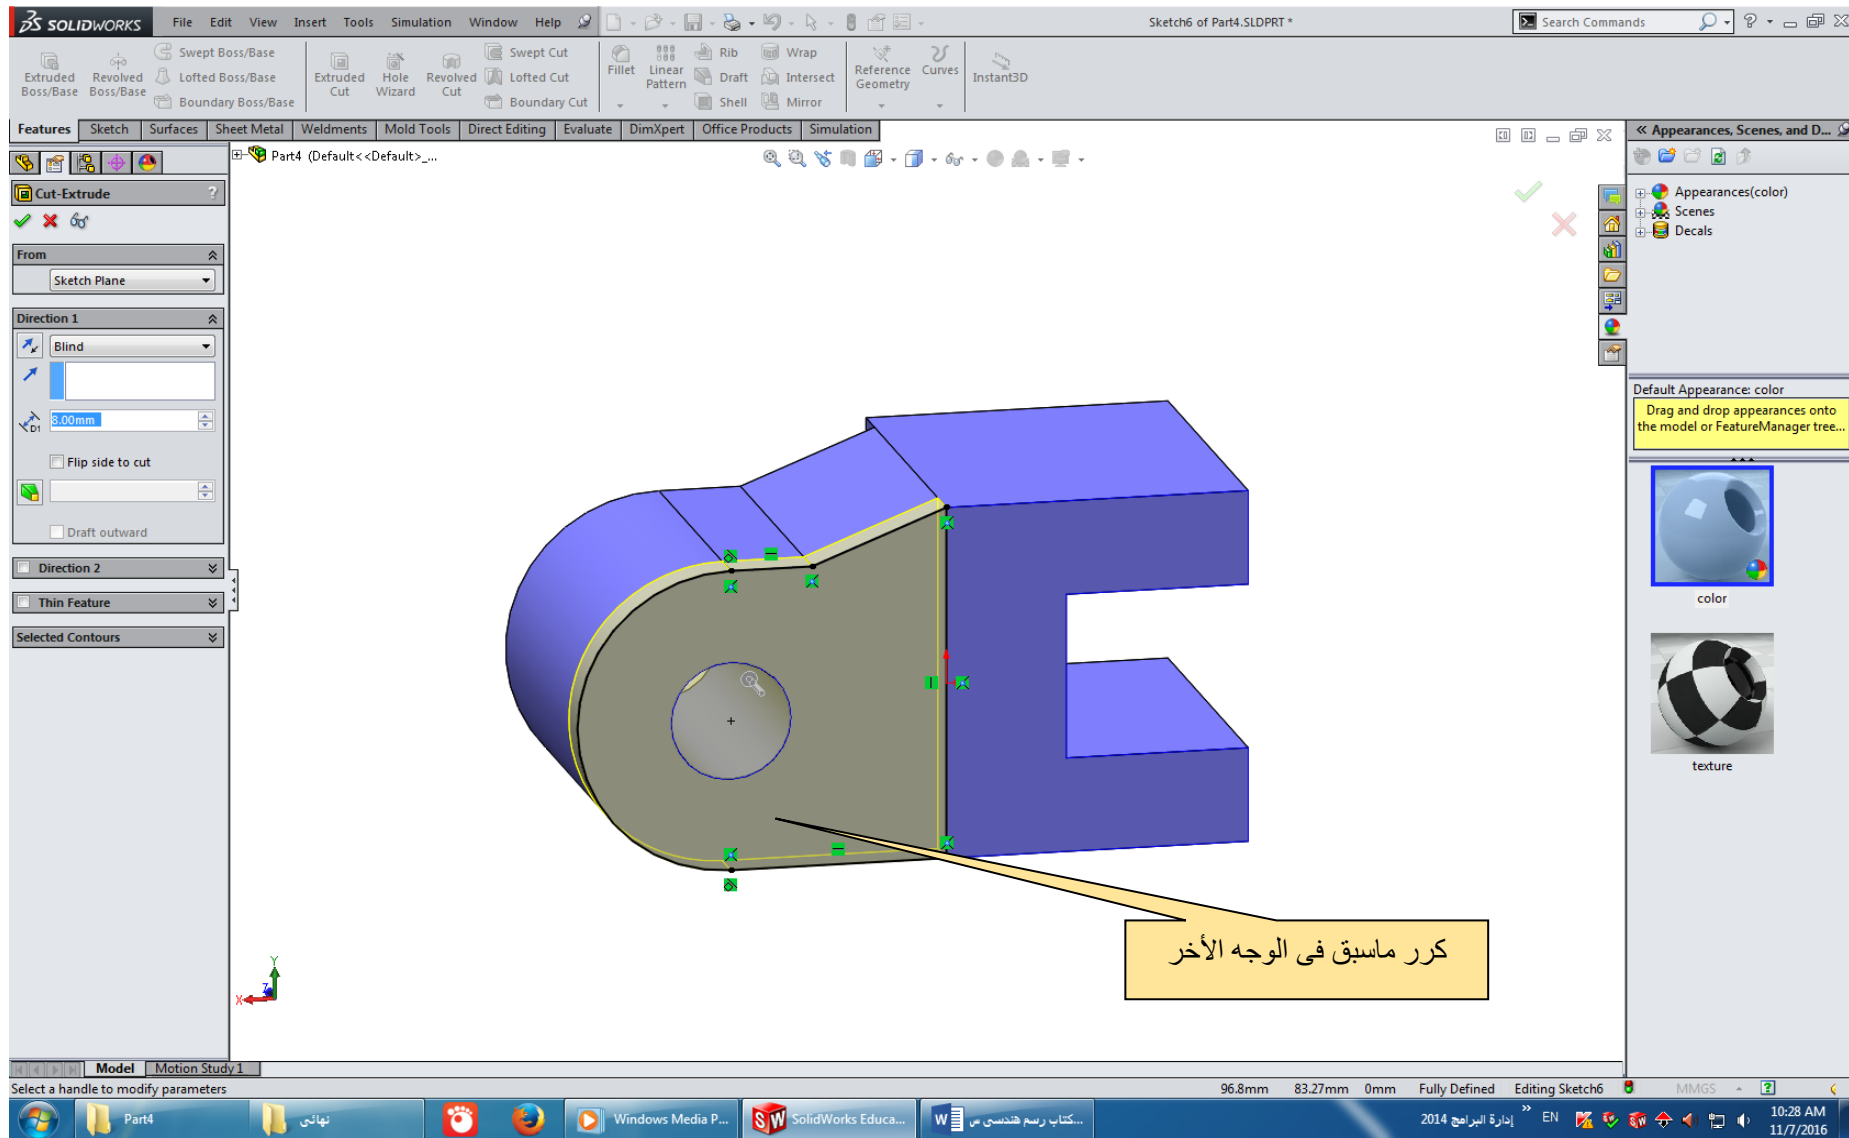 SOLIDWORKS File Edit View Insert Tools Simulation Window Help
Sketch6 of Part4.SLDPRT *
Search Commands
Extruded Boss/Base
Revolved Boss/Base
Swept Boss/Base
Lofted Boss/Base
Boundary Boss/Base
Extruded Cut
Hole Wizard
Revolved Cut
Swept Cut
Lofted Cut
Boundary Cut
Fillet
Linear Pattern
Rib
Draft
Shell
Wrap
Intersect
Mirror
Reference Geometry
Curves
Instant3D
Features Sketch Surfaces Sheet Metal Weldments Mold Tools Direct Editing Evaluate DimXpert Office Products Simulation
Part4 (Default<<Default>_...
Cut-Extrude ?
From
Sketch Plane
Direction 1
Blind
D1
8.00mm
Flip side to cut
Draft outward
Direction 2
Thin Feature
Selected Contours
كرر ماسبق فى الوجه الأخر
Y
Z
X
Appearances, Scenes, and D...
Appearances(color)
Scenes
Decals
Default Appearance: color
Drag and drop appearances onto
the model or FeatureManager tree...
color
texture
Model Motion Study 1
Select a handle to modify parameters
96.8mm 83.27mm 0mm Fully Defined Editing Sketch6 MMGS
Part4
نهائى
Windows Media P...
SolidWorks Educa...
كتاب رسم هندسى س...
إدارة البرامج 2014
EN
10:28 AM
11/7/2016